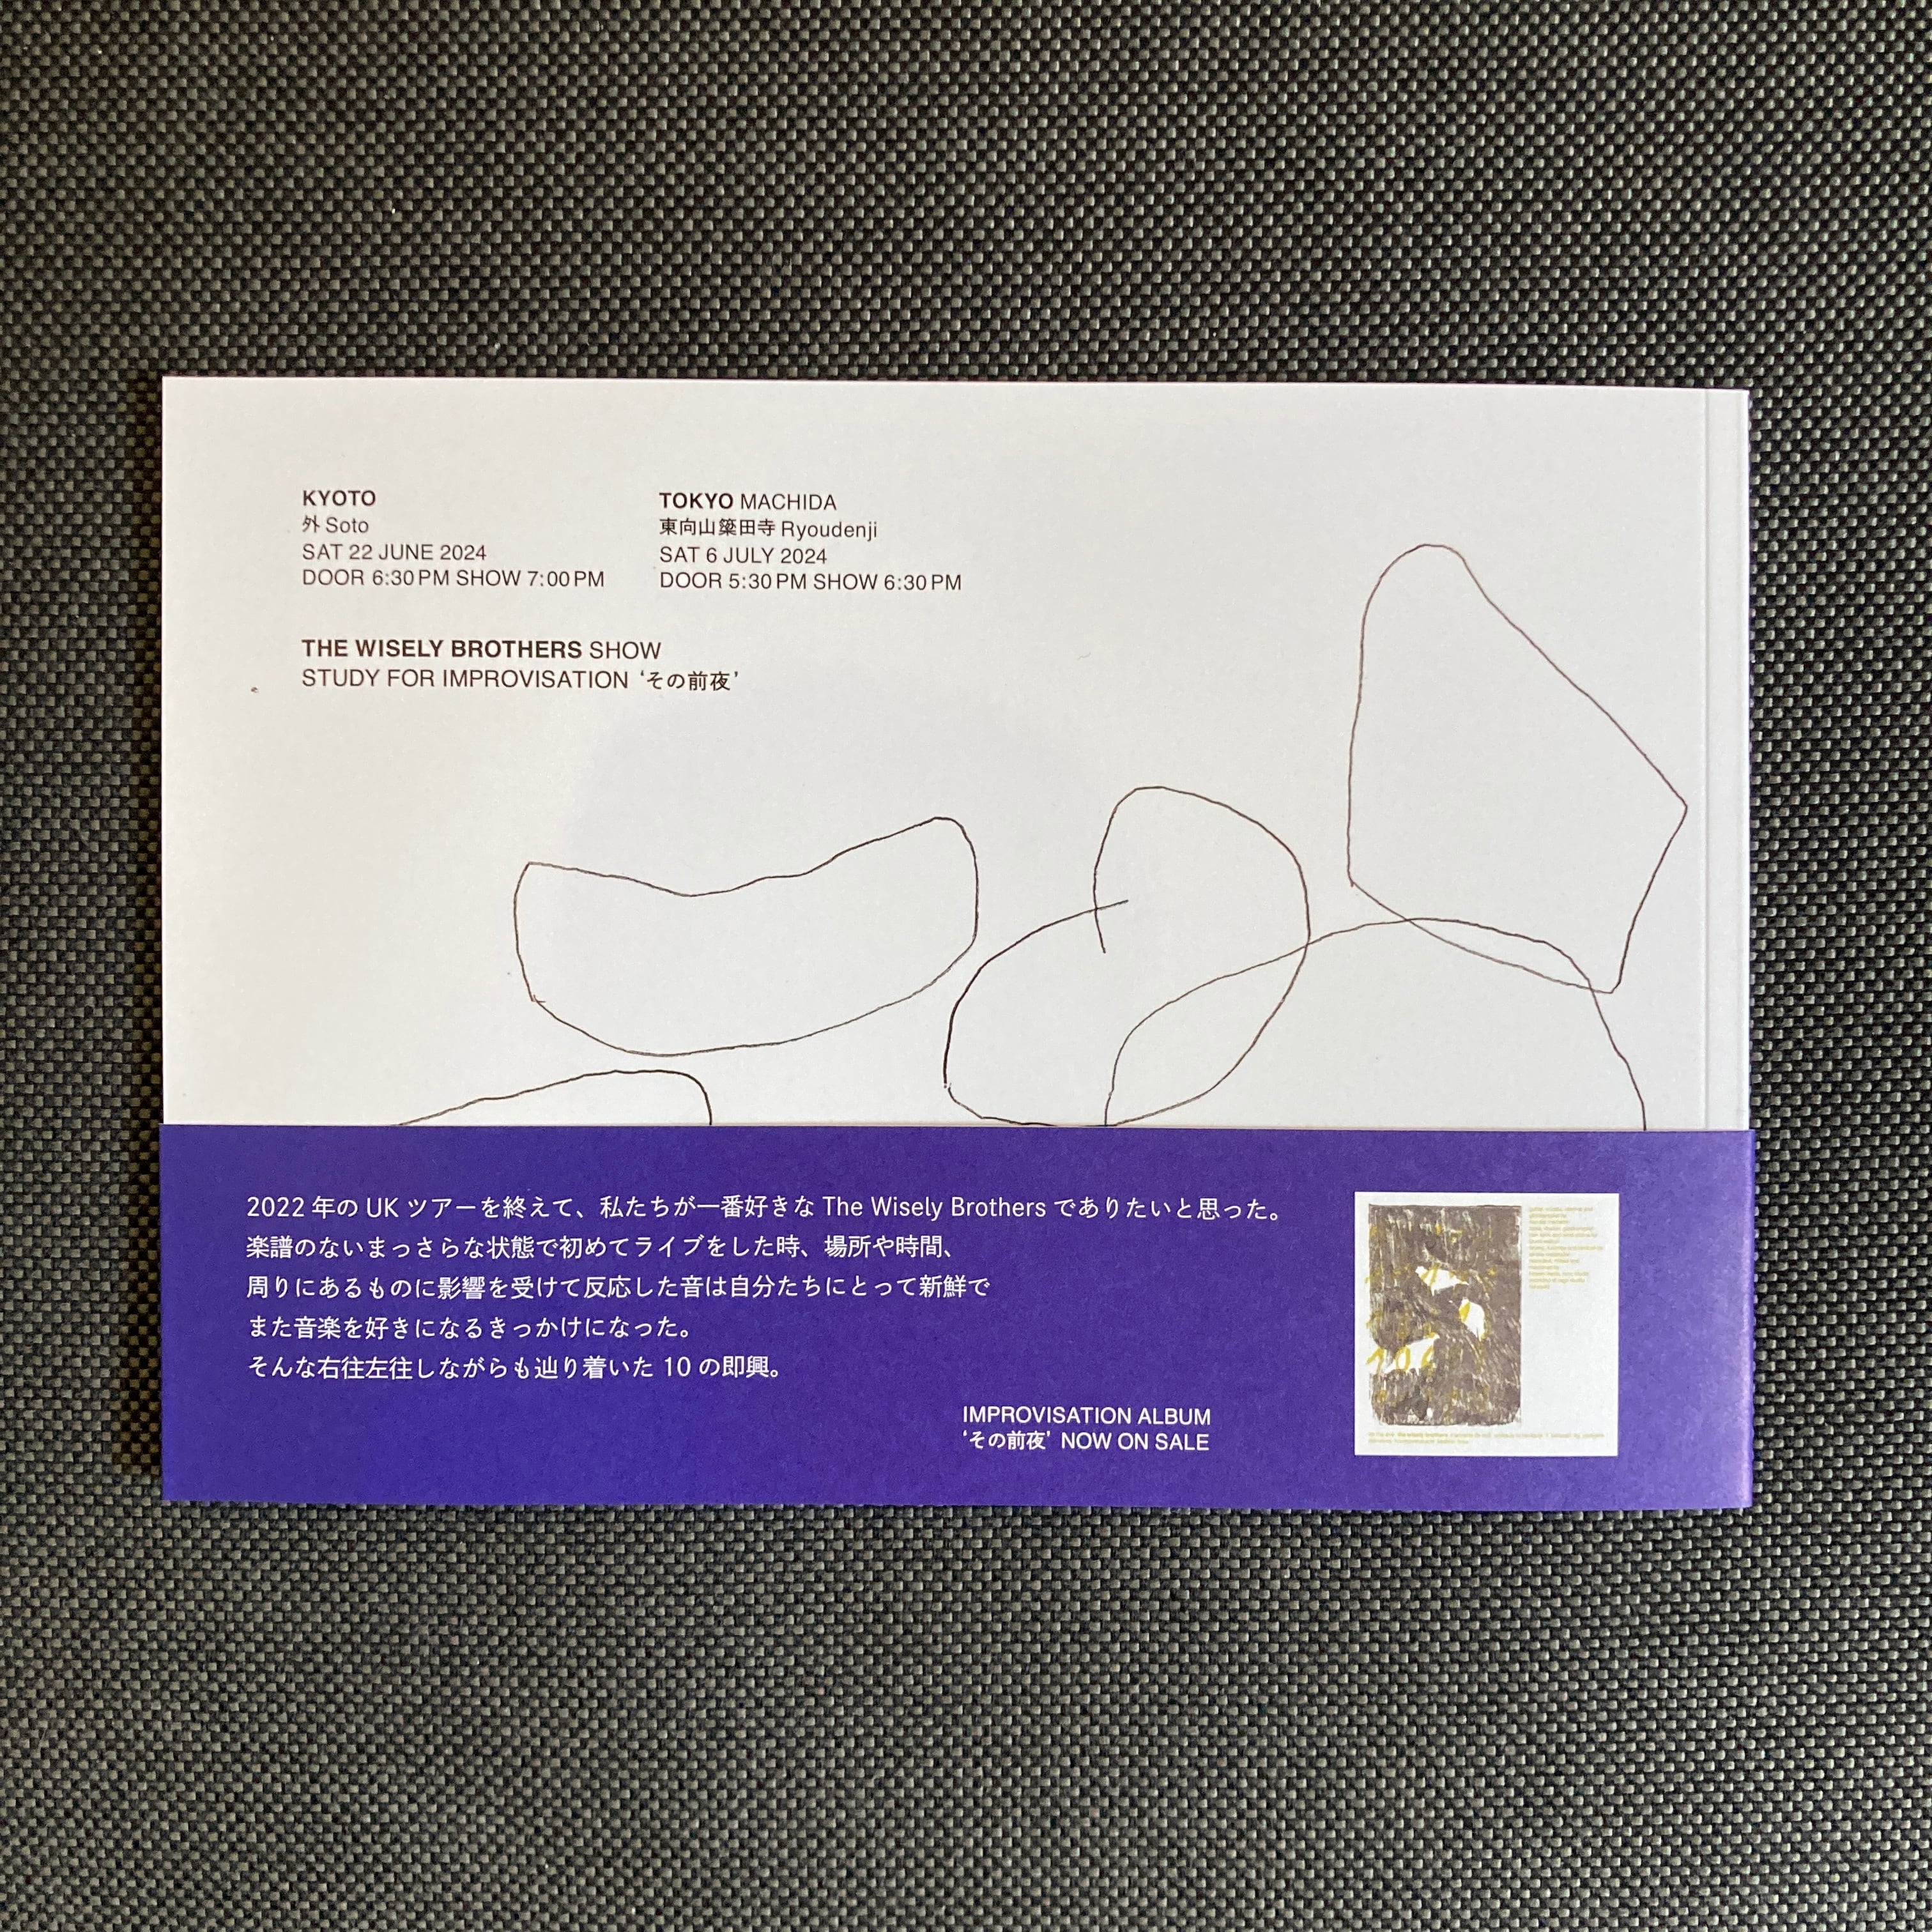 KYOTO
外 Soto
SAT 22 JUNE 2024
DOOR 6:30PM SHOW 7:00PM
TOKYO MACHIDA
東向山簗田寺 Ryoudenji
SAT 6 JULY 2024
DOOR 5:30PM SHOW 6:30PM
THE WISELY BROTHERS SHOW
STUDY FOR IMPROVISATION ‘その前夜’
2022 年の UK ツアーを終えて、私たちが一番好きな The Wisely Brothers でありたいと思った。
楽譜のないまっさらな状態で初めてライブをした時、場所や時間、
周りにあるものに影響を受けて反応した音は自分たちにとって新鮮で
また音楽を好きになるきっかけになった。
そんな右往左往しながらも辿り着いた 10 の即興。
IMPROVISATION ALBUM
‘その前夜’ NOW ON SALE